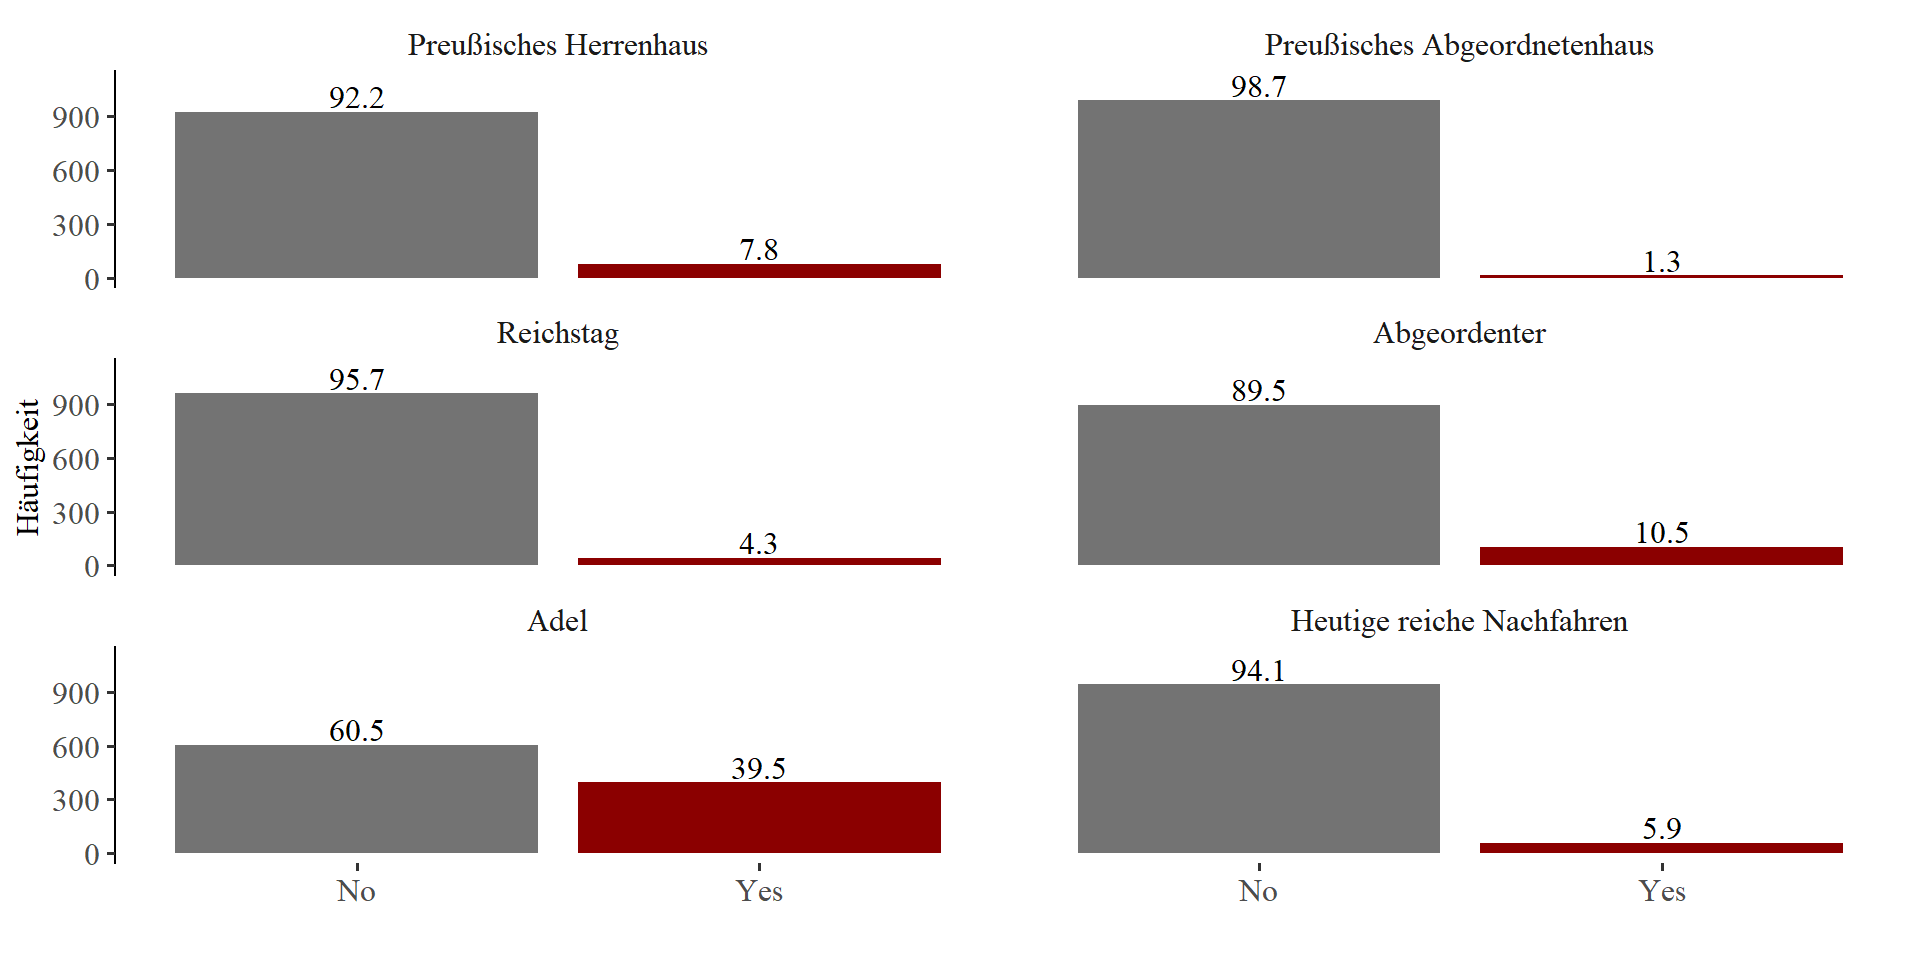 Preußisches Herrenhaus
Preußisches Abgeordnetenhaus
92.2
7.8
98.7
1.3
900
600
300
0
Reichstag
Abgeordenter
95.7
4.3
89.5
10.5
900
600
300
0
Häufigkeit
Adel
Heutige reiche Nachfahren
60.5
39.5
94.1
5.9
900
600
300
0
No
Yes
No
Yes